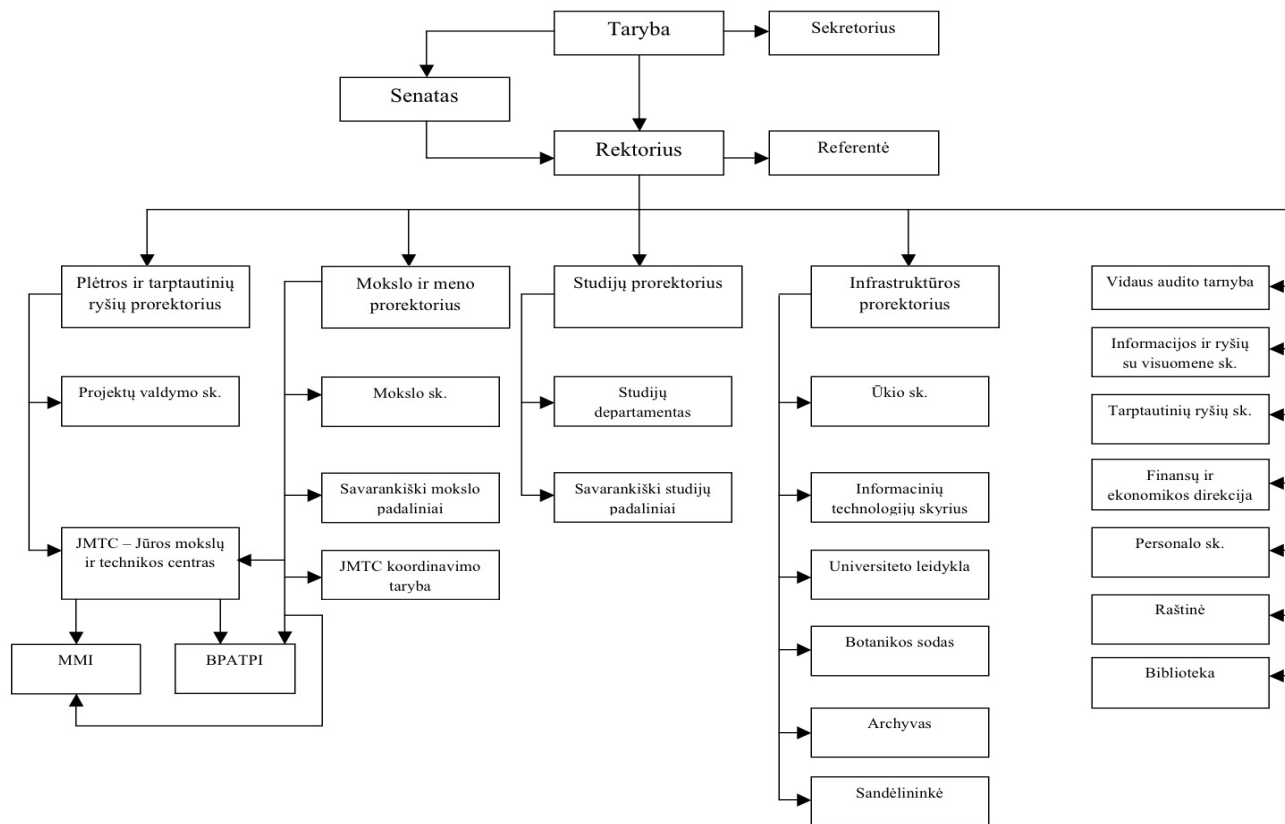 Taryba
Sekretorius
Senatas
Rektorius
Referentė
Plėtros ir tarptautinių
ryšių prorektorius
Mokslo ir meno
prorektorius
Studijų prorektorius
Infrastruktūros
prorektorius
Vidaus audito tarnyba
Informacijos ir ryšių
su visuomene sk.
Projektų valdymo sk.
Mokslo sk.
Studijų
departamentas
Ūkio sk.
Tarptautinių ryšių sk.
Savarankiški mokslo
padaliniai
Savarankiški studijų
padaliniai
Informacinių
technologijų skyrius
Finansų ir
ekonomikos direkcija
JMTC – Jūros mokslų
ir technikos centras
JMTC koordinavimo
taryba
Universiteto leidykla
Personalo sk.
MMI
BPATPI
Botanikos sodas
Raštinė
Biblioteka
Archyvas
Sandėlininkė